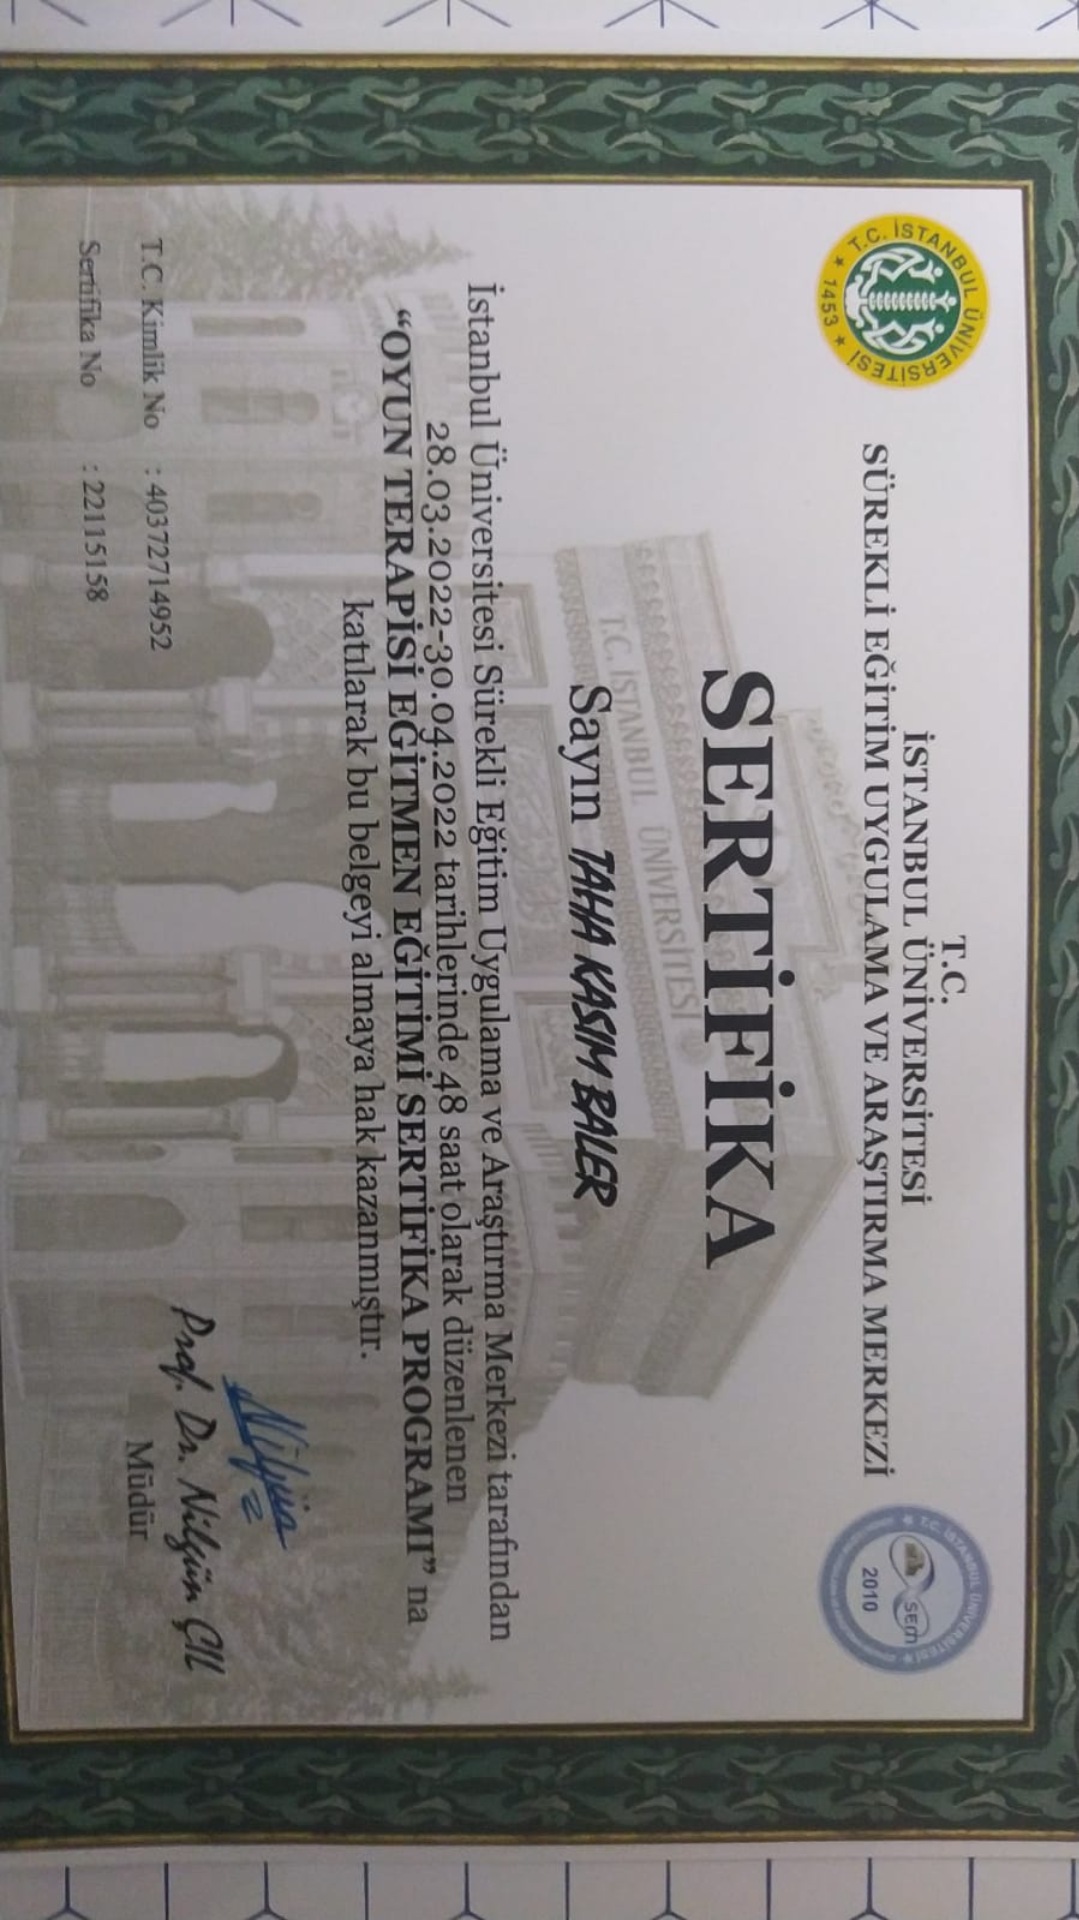 T.C.
İSTANBUL ÜNİVERSİTESİ
SÜREKLİ EĞİTİM UYGULAMA VE ARAŞTIRMA MERKEZİ
T.C. İSTANBUL ÜNİVERSİTESİ
★ 1453 ★
T.C. İSTANBUL ÜNİVERSİTESİ
sem
2010
SERTİFİKA
T.C. İSTANBUL ÜNİVERSİTESİ
Sayın TAHA KASIM BALER
İstanbul Üniversitesi Sürekli Eğitim Uygulama ve Araştırma Merkezi tarafından
28.03.2022-30.04.2022 tarihlerinde 48 saat olarak düzenlenen
“OYUN TERAPİSİ EĞİTMEN EĞİTİMİ SERTİFİKA PROGRAMI” na
katılarak bu belgeyi almaya hak kazanmıştır.
T.C. Kimlik No : 40372714952
Sertifika No : 22115158
Prof. Dr. Nilgün ÇIL
Müdür